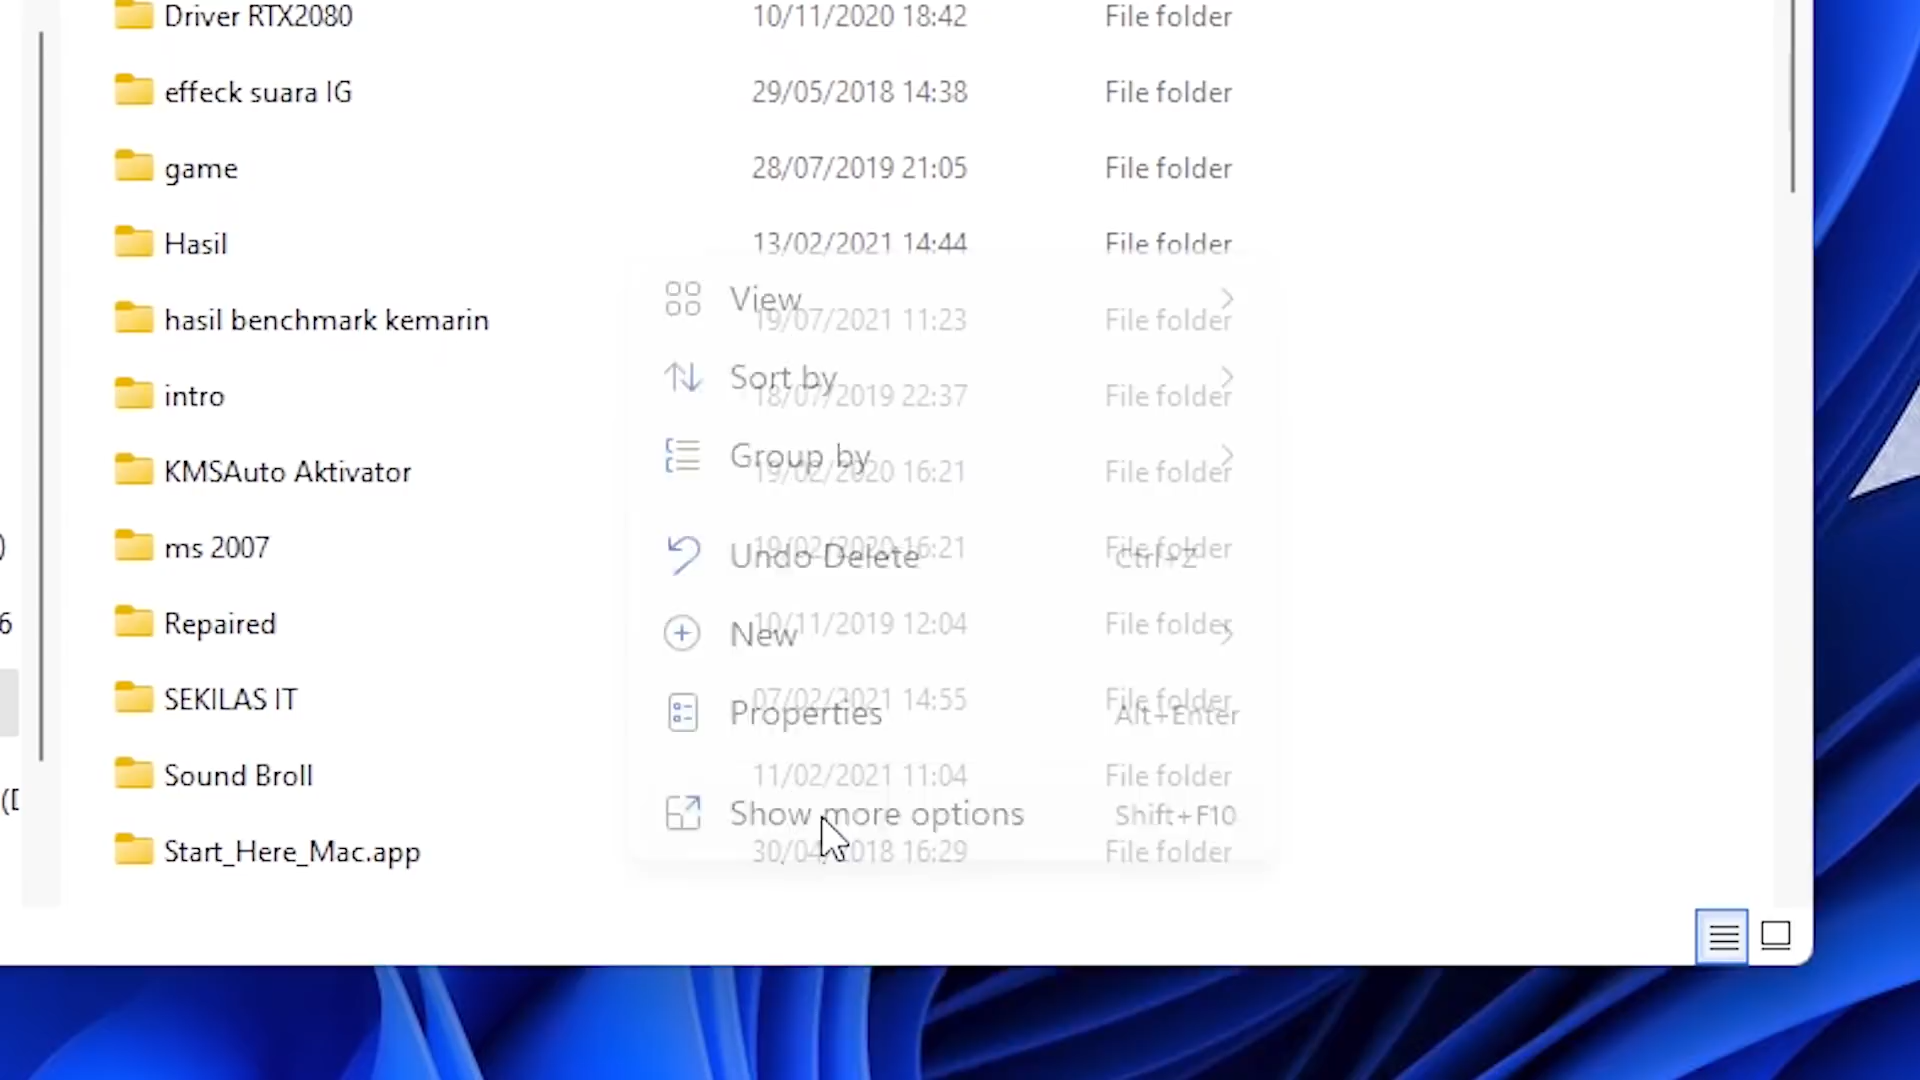 Driver RTX2080 10/11/2020 18:42 File folder
effeck suara IG 29/05/2018 14:38 File folder
game 28/07/2019 21:05 File folder
Hasil 13/02/2021 14:44 File folder
View
hasil benchmark kemarin 19/07/2021 11:23 File folder
Sort by
intro 18/07/2019 22:37 File folder
Group by
KMSAuto Aktivator 19/02/2020 16:21 File folder
ms 2007 19/02/2020 16:21 File folder
Undo Delete Ctrl+Z
Repaired 10/11/2019 12:04 File folder
New
SEKILAS IT 07/02/2021 14:55 File folder
Properties Alt+Enter
Sound Broll 11/02/2021 11:04 File folder
Show more options Shift+F10
Start_Here_Mac.app 30/04/2018 16:29 File folder
)
6